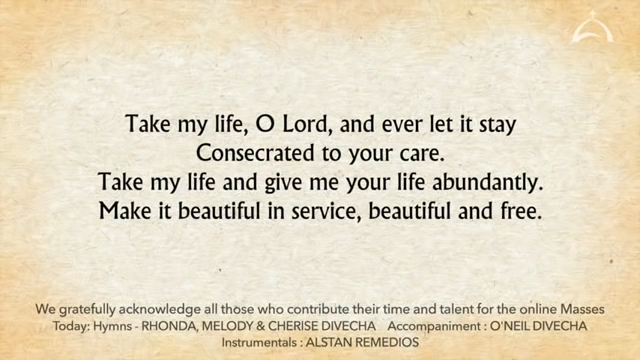 Take my life, O Lord, and ever let it stay
Consecrated to your care.
Take my life and give me your life abundantly.
Make it beautiful in service, beautiful and free.
We gratefully acknowledge all those who contribute their time and talent for the online Masses
Today: Hymns - RHONDA, MELODY & CHERISE DIVECHA Accompaniment : O'NEIL DIVECHA
Instrumentals : ALSTAN REMEDIOS